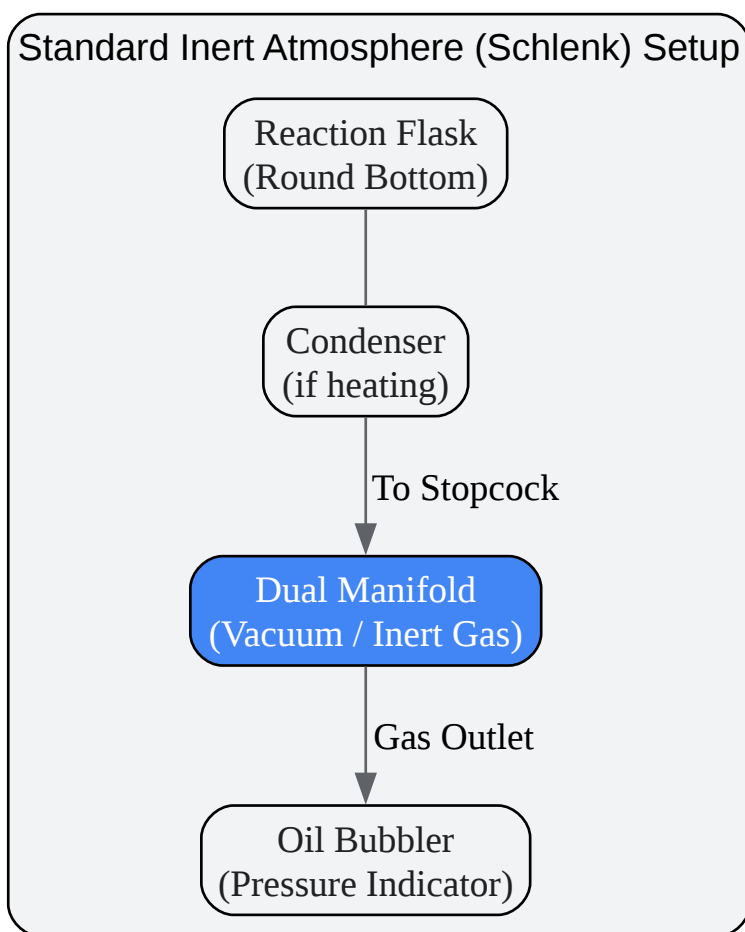 Standard Inert Atmosphere (Schlenk) Setup
Reaction Flask
(Round Bottom)
Condenser
(if heating)
To Stopcock
Dual Manifold
(Vacuum / Inert Gas)
Gas Outlet
Oil Bubbler
(Pressure Indicator)